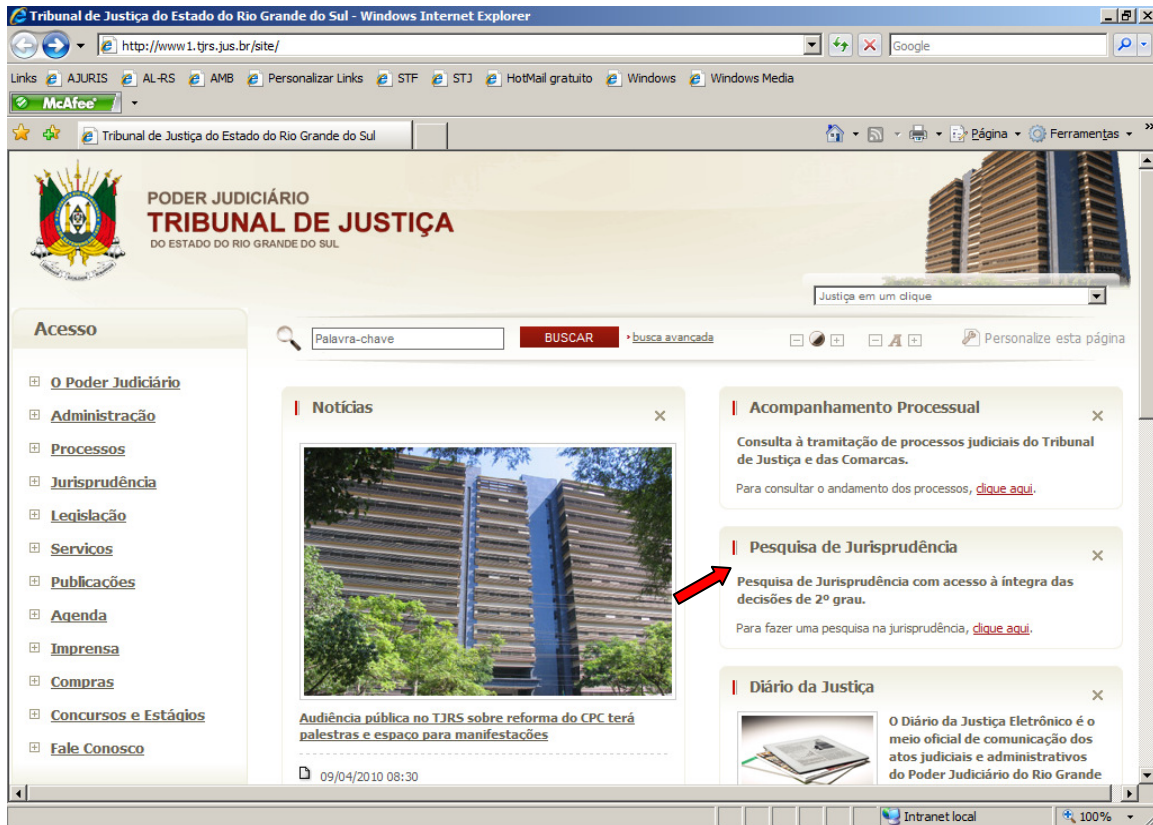 Tribunal de Justiça do Estado do Rio Grande do Sul - Windows Internet Explorer
http://www1.tjrs.jus.br/site/
Google
Links AJURIS AL-RS AMB Personalizar Links STF STJ HotMail gratuito Windows Windows Media
McAfee
Tribunal de Justiça do Estado do Rio Grande do Sul
Página Ferramentas »
PODER JUDICIÁRIO
TRIBUNAL DE JUSTIÇA
DO ESTADO DO RIO GRANDE DO SUL
Justiça em um clique
Acesso
Palavra-chave BUSCAR busca avançada A Personalize esta página
O Poder Judiciário
Administração
Processos
Jurisprudência
Legislação
Serviços
Publicações
Agenda
Imprensa
Compras
Concursos e Estágios
Fale Conosco
Notícias
Audiência pública no TJRS sobre reforma do CPC terá
palestras e espaço para manifestações
09/04/2010 08:30
Acompanhamento Processual
Consulta à tramitação de processos judiciais do Tribunal
de Justiça e das Comarcas.
Para consultar o andamento dos processos, clique aqui.
Pesquisa de Jurisprudência
Pesquisa de Jurisprudência com acesso à íntegra das
decisões de 2º grau.
Para fazer uma pesquisa na jurisprudência, clique aqui.
Diário da Justiça
O Diário da Justiça Eletrônico é o
meio oficial de comunicação dos
atos judiciais e administrativos
do Poder Judiciário do Rio Grande
Intranet local 100%